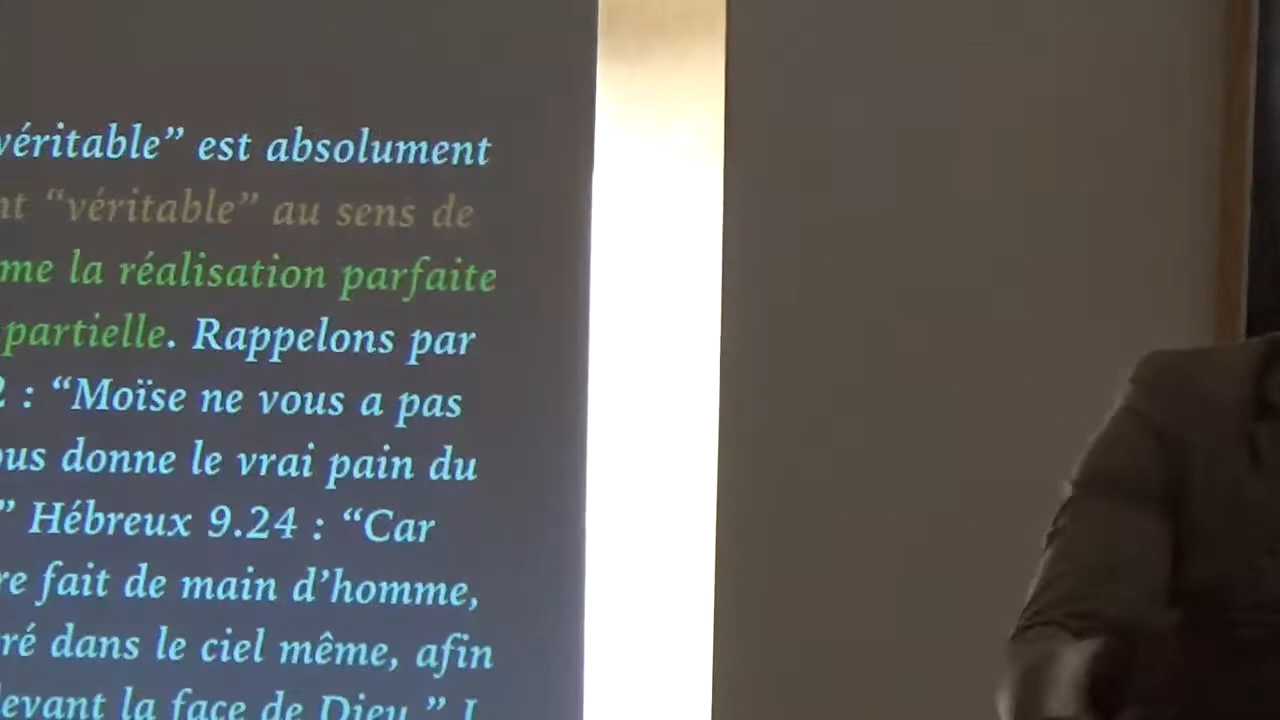 véritable” est absolument
nt “véritable” au sens de
me la réalisation parfaite
partielle. Rappelons par
2 : “Moïse ne vous a pas
ous donne le vrai pain du
” Hébreux 9.24 : “Car
re fait de main d’homme,
ré dans le ciel même, afin
devant la face de Dieu.”